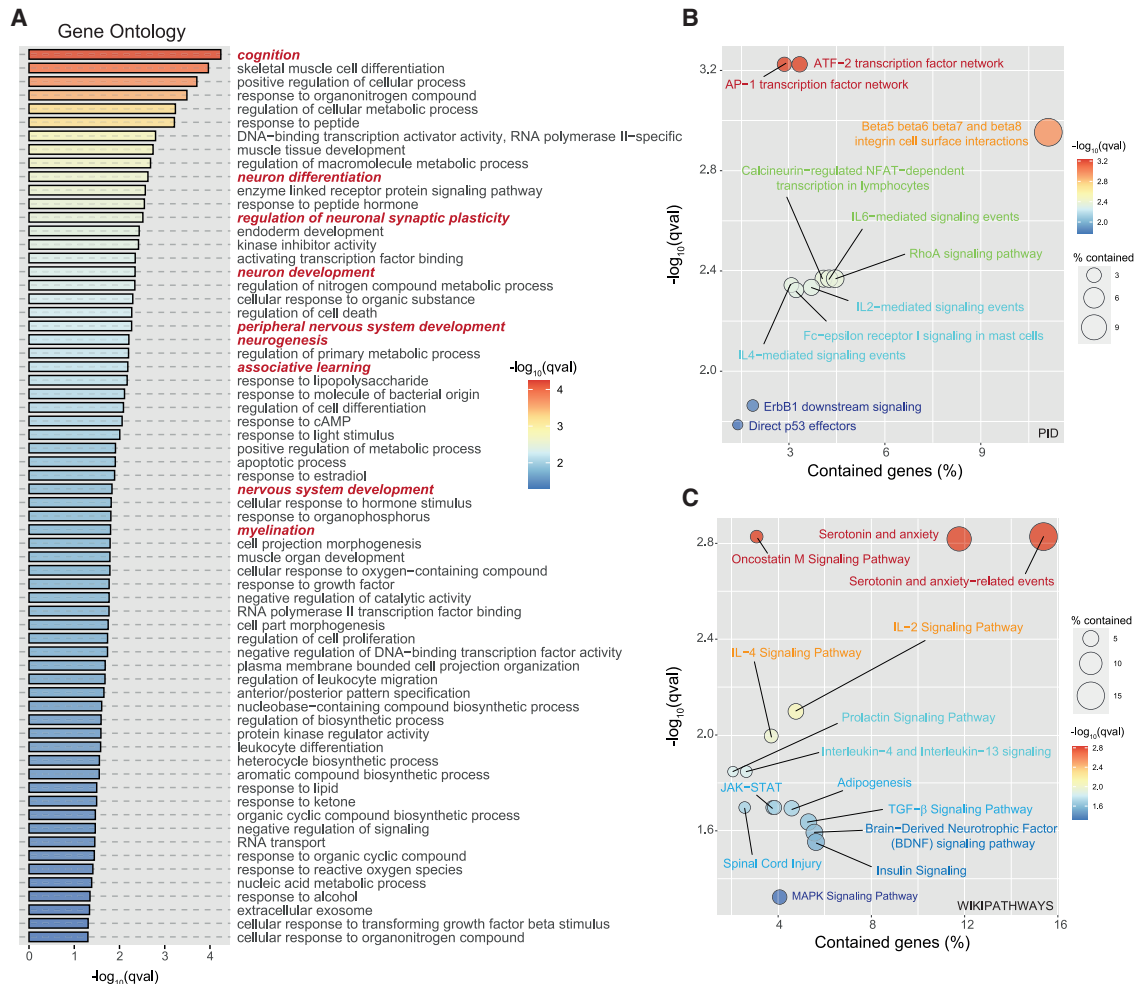 A
Gene Ontology
cognition
skeletal muscle cell differentiation
positive regulation of cellular process
response to organonitrogen compound
regulation of cellular metabolic process
response to peptide
DNA-binding transcription activator activity, RNA polymerase II-specific
muscle tissue development
regulation of macromolecule metabolic process
neuron differentiation
enzyme linked receptor protein signaling pathway
response to peptide hormone
regulation of neuronal synaptic plasticity
endoderm development
kinase inhibitor activity
activating transcription factor binding
neuron development
regulation of nitrogen compound metabolic process
cellular response to organic substance
regulation of cell death
peripheral nervous system development
neurogenesis
regulation of primary metabolic process
associative learning
response to lipopolysaccharide
response to molecule of bacterial origin
regulation of cell differentiation
response to cAMP
response to light stimulus
positive regulation of metabolic process
apoptotic process
response to estradiol
nervous system development
cellular response to hormone stimulus
response to organophosphorus
myelination
cell projection morphogenesis
muscle organ development
cellular response to oxygen-containing compound
response to growth factor
negative regulation of catalytic activity
RNA polymerase II transcription factor binding
cell part morphogenesis
regulation of cell proliferation
negative regulation of DNA-binding transcription factor activity
plasma membrane bounded cell projection organization
regulation of leukocyte migration
anterior/posterior pattern specification
nucleobase-containing compound biosynthetic process
regulation of biosynthetic process
protein kinase regulator activity
leukocyte differentiation
heterocycle biosynthetic process
aromatic compound biosynthetic process
response to lipid
response to ketone
organic cyclic compound biosynthetic process
negative regulation of signaling
RNA transport
response to organic cyclic compound
response to reactive oxygen species
nucleic acid metabolic process
response to alcohol
extracellular exosome
cellular response to transforming growth factor beta stimulus
cellular response to organonitrogen compound
0 1 2 3 4
-log10(qval)
-log10(qval)
4
3
2
B
3.2
2.8
2.4
2.0
-log10(qval)
ATF−2 transcription factor network
AP−1 transcription factor network
Beta5 beta6 beta7 and beta8
integrin cell surface interactions
Calcineurin-regulated NFAT-dependent
transcription in lymphocytes
IL6−mediated signaling events
RhoA signaling pathway
IL2−mediated signaling events
Fc−epsilon receptor I signaling in mast cells
IL4−mediated signaling events
ErbB1 downstream signaling
Direct p53 effectors
PID
3 6 9
Contained genes (%)
-log10(qval)
3.2
2.8
2.4
2.0
% contained
3
6
9
C
2.8
2.4
2.0
1.6
-log10(qval)
Serotonin and anxiety
Oncostatin M Signaling Pathway
Serotonin and anxiety−related events
IL−2 Signaling Pathway
IL−4 Signaling Pathway
Prolactin Signaling Pathway
Interleukin−4 and Interleukin−13 signaling
JAK−STAT
Adipogenesis
TGF−β Signaling Pathway
Brain−Derived Neurotrophic Factor
(BDNF) signaling pathway
Spinal Cord Injury
Insulin Signaling
MAPK Signaling Pathway
WIKIPATHWAYS
4 8 12 16
Contained genes (%)
% contained
5
10
15
-log10(qval)
2.8
2.4
2.0
1.6